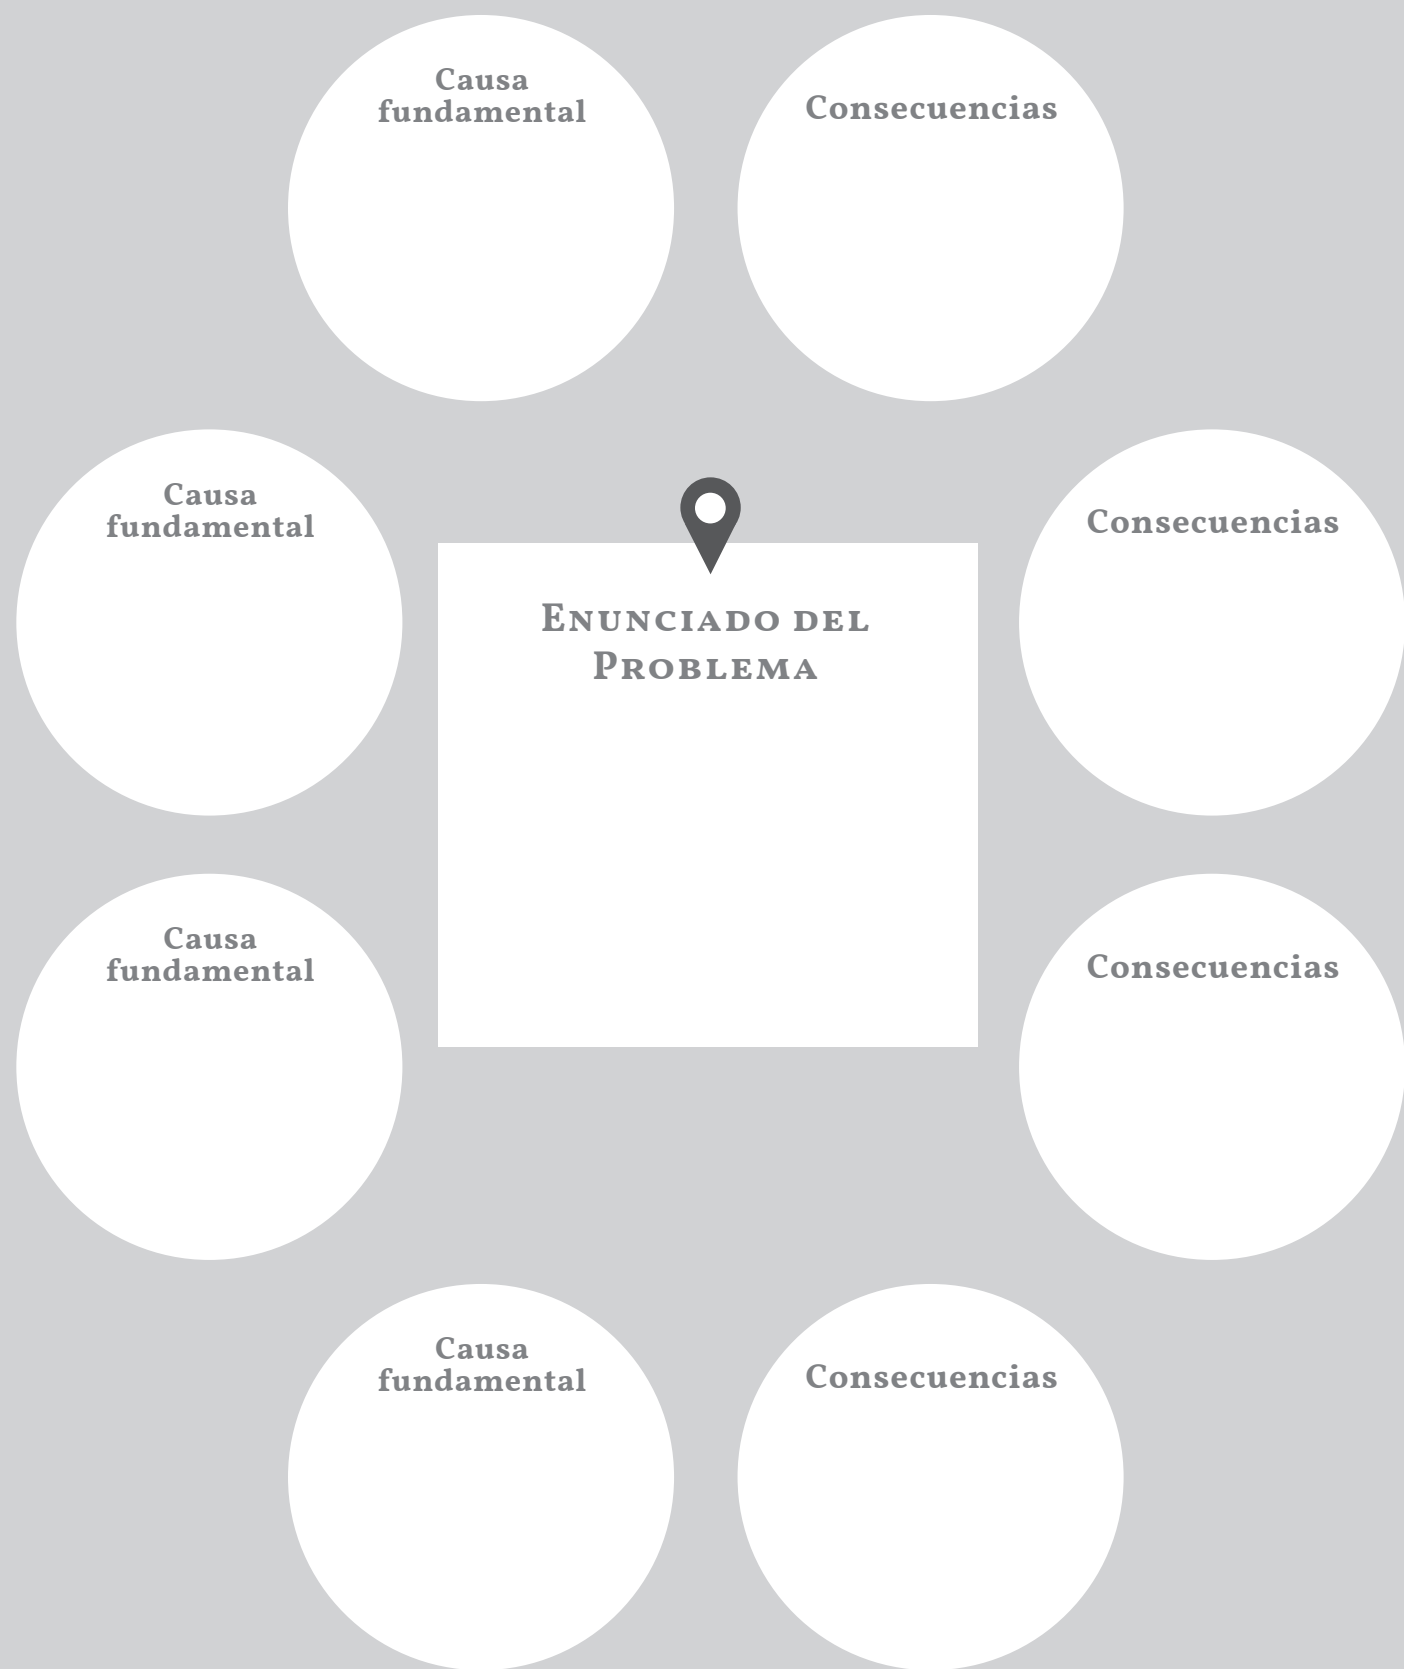 Causa
fundamental
Consecuencias
Causa
fundamental
Consecuencias
Enunciado del
Problema
Causa
fundamental
Consecuencias
Causa
fundamental
Consecuencias